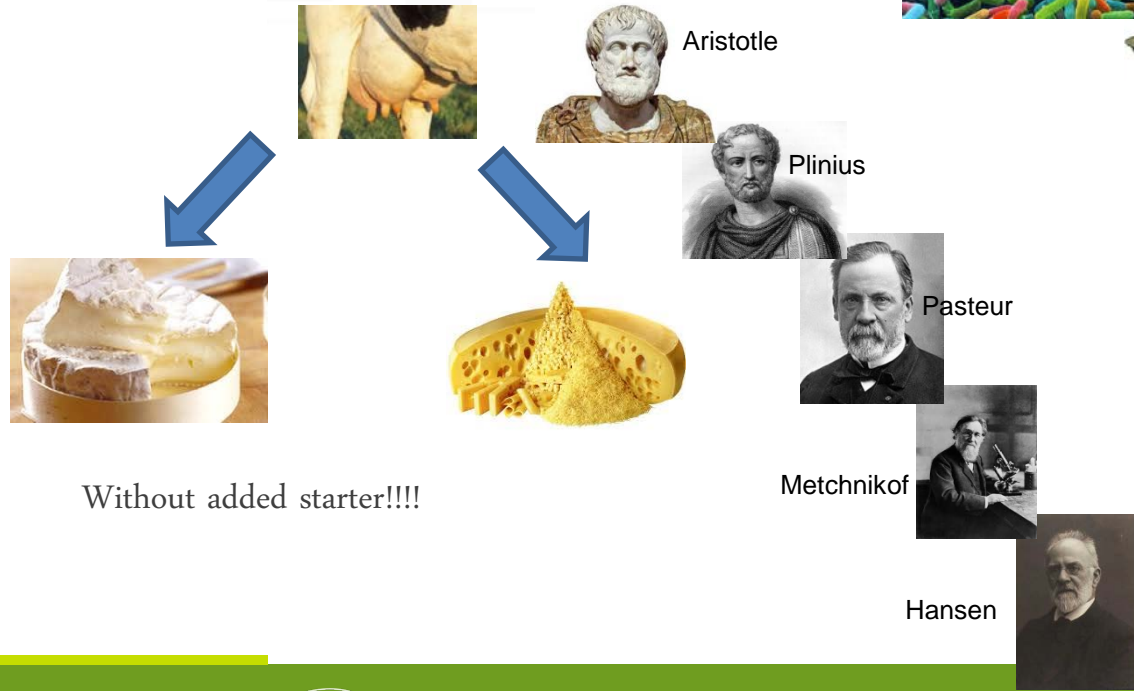 Aristotle
Plinius
Pasteur
Metchnikof
Without added starter!!!!
Hansen